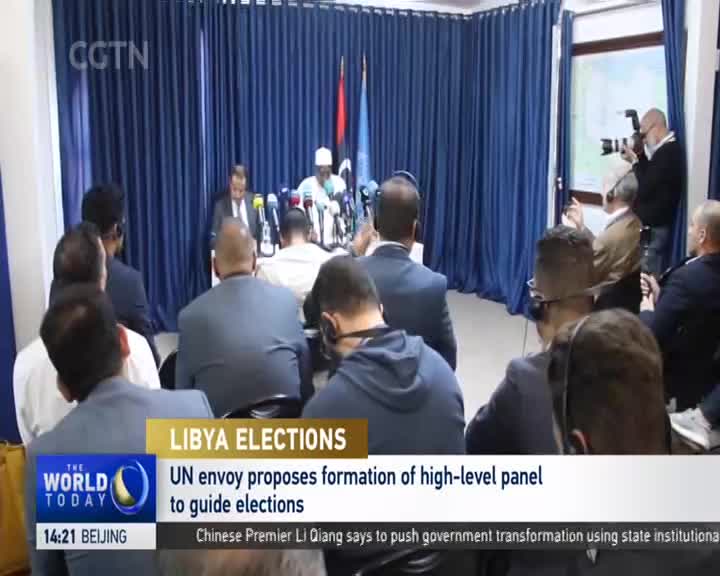 CGTN
LIBYA ELECTIONS
THE
WORLD
TODAY
UN envoy proposes formation of high-level panel
to guide elections
14:21 BEIJING
Chinese Premier Li Qiang says to push government transformation using state institutional